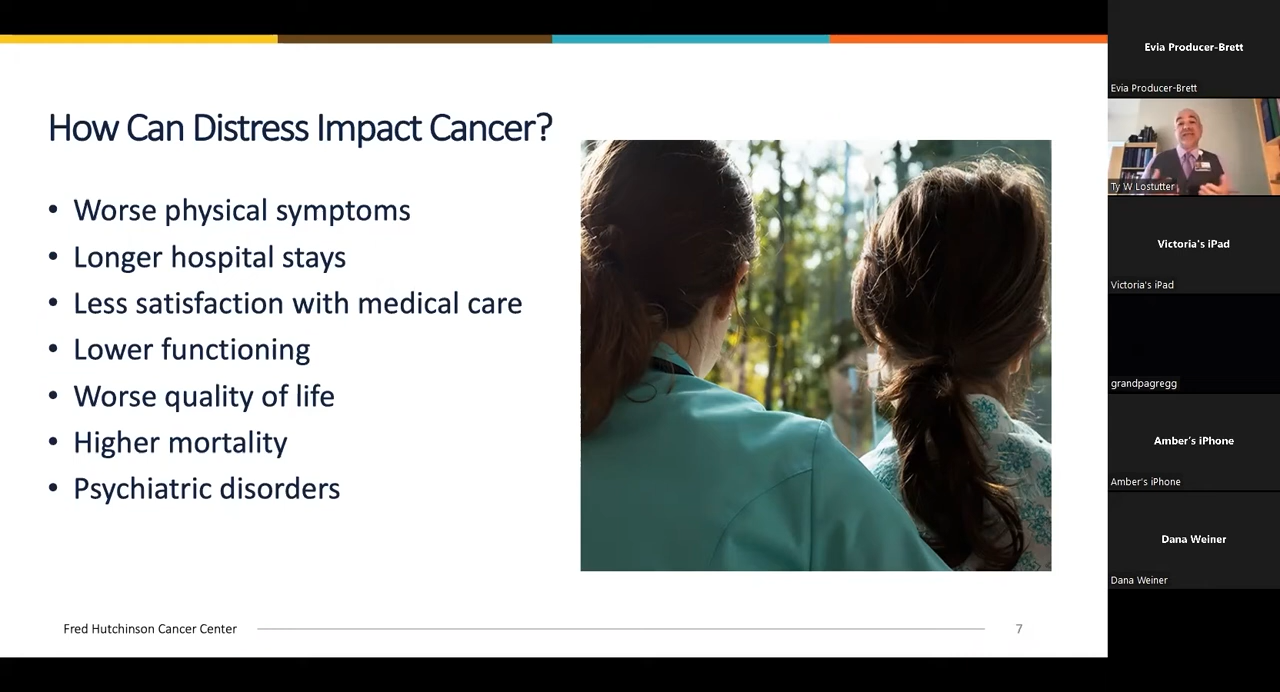 How Can Distress Impact Cancer?
• Worse physical symptoms
• Longer hospital stays
• Less satisfaction with medical care
• Lower functioning
• Worse quality of life
• Higher mortality
• Psychiatric disorders
Fred Hutchinson Cancer Center
7
Evia Producer-Brett
Evia Producer-Brett
Ty W Lostutter
Victoria's iPad
Victoria's iPad
grandpagregg
Amber's iPhone
Amber's iPhone
Dana Weiner
Dana Weiner